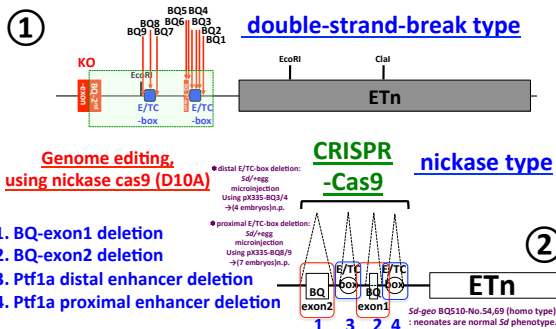 ①
double-strand-break type
BQ5
BQ4
BQ6
BQ3
BQ8
BQ2
BQ9
BQ7
BQ1
KO
EcoRI
EcoRI
ClaI
-exon
BQ-2nd
E/TC
-box
E/TC
-box
ETn
Genome editing,
using nickase cas9 (D10A)
✽distal E/TC-box deletion:
Sd/+egg
microinjection
Using pX335-BQ3/4
→(4 embryos)n.p.
✽proximal E/TC-box deletion:
Sd/+egg
microinjection
Using pX335-BQ8/9
→(7 embryos)n.p.
CRISPR
-Cas9
nickase type
1. BQ-exon1 deletion
2. BQ-exon2 deletion
3. Ptf1a distal enhancer deletion
4. Ptf1a proximal enhancer deletion
②
BQ
exon2
E/TC
box
BQ
exon1
E/TC
box
ETn
1
3
2
4
Sd-geo BQ510-No.54,69 (homo type)
: neonates are normal Sd phenotype.